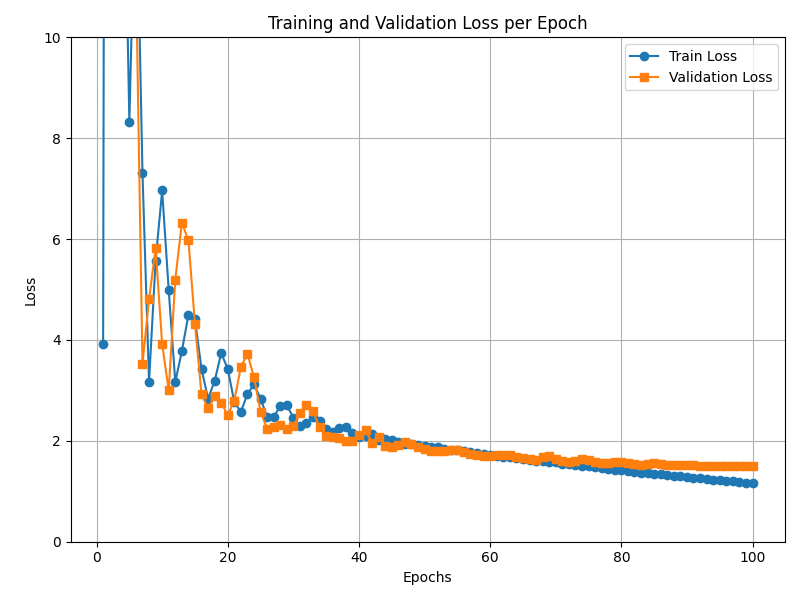 Training and Validation Loss per Epoch
Train Loss
Validation Loss
10
8
6
4
2
0
Loss
0 20 40 60 80 100
Epochs